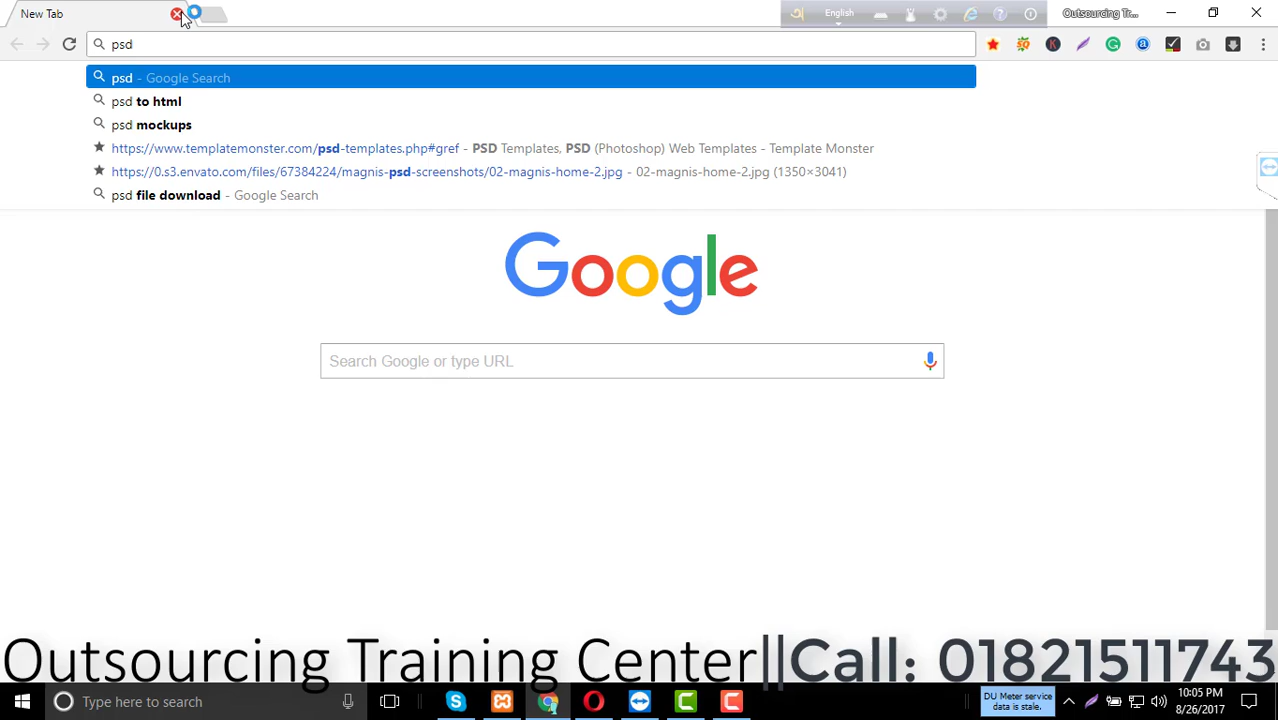 New Tab
অ English
Outsourcing Tr...
psd
psd - Google Search
psd to html
psd mockups
https://www.templatemonster.com/psd-templates.php#gref - PSD Templates, PSD (Photoshop) Web Templates - Template Monster
https://0.s3.envato.com/files/67384224/magnis-psd-screenshots/02-magnis-home-2.jpg - 02-magnis-home-2.jpg (1350×3041)
psd file download - Google Search
Google
Search Google or type URL
Outsourcing Training Center||Call: 01821511743
Type here to search
DU Meter service
data is stale.
10:05 PM
8/26/2017